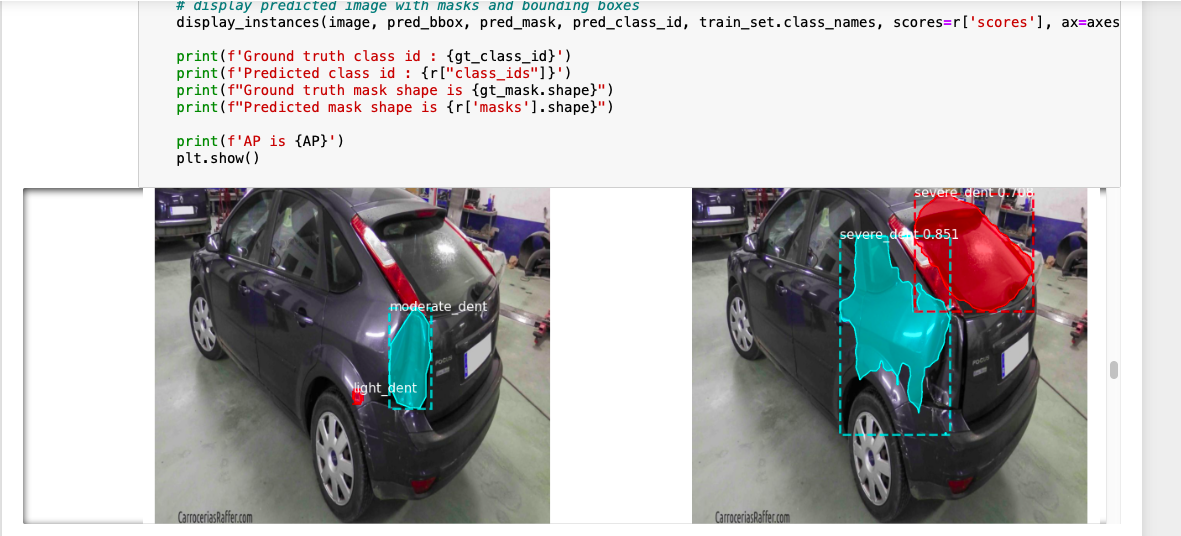 # display predicted image with masks and bounding boxes
display_instances(image, pred_bbox, pred_mask, pred_class_id, train_set.class_names, scores=r['scores'], ax=axes
print(f'Ground truth class id : {gt_class_id}')
print(f'Predicted class id : {r["class_ids"]}')
print(f"Ground truth mask shape is {gt_mask.shape}")
print(f"Predicted mask shape is {r['masks'].shape}")
print(f'AP is {AP}')
plt.show()
moderate_dent
light_dent
CarroceriasRaffer.com
severe_dent
severe_dent 0.851
CarroceriasRaffer.com